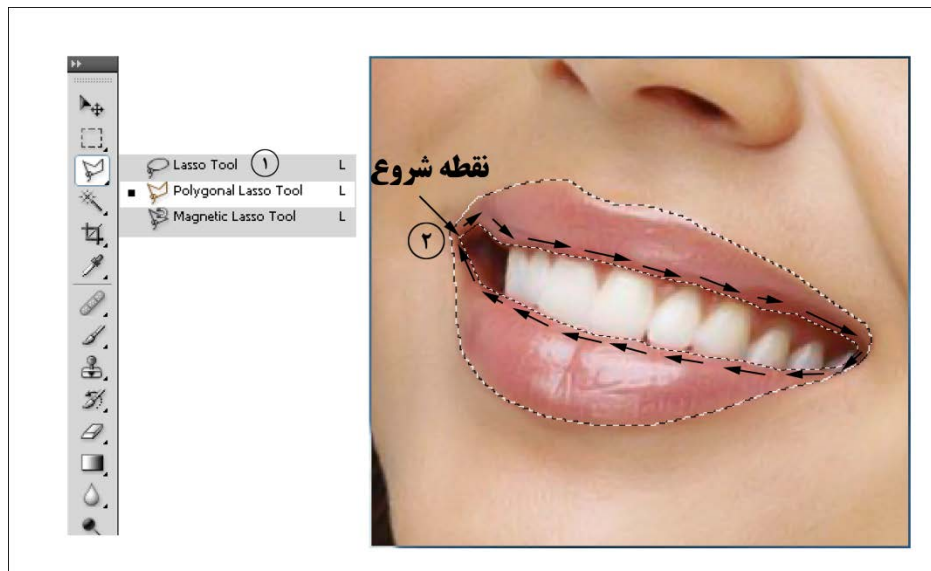 Lasso Tool ۱ L
Polygonal Lasso Tool L
Magnetic Lasso Tool L
نقطه شروع
۲